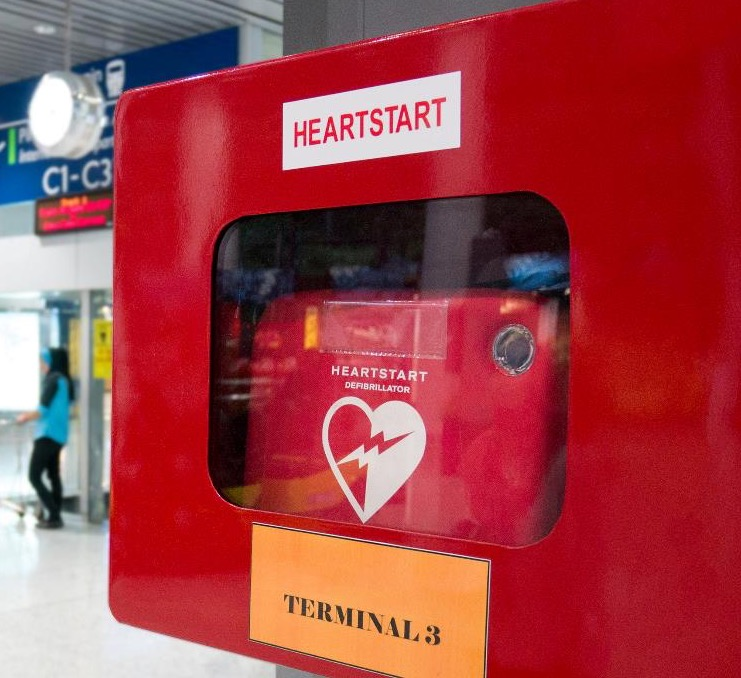 HEARTSTART
C1-C3
HEARTSTART
DEFIBRILLATOR
TERMINAL 3